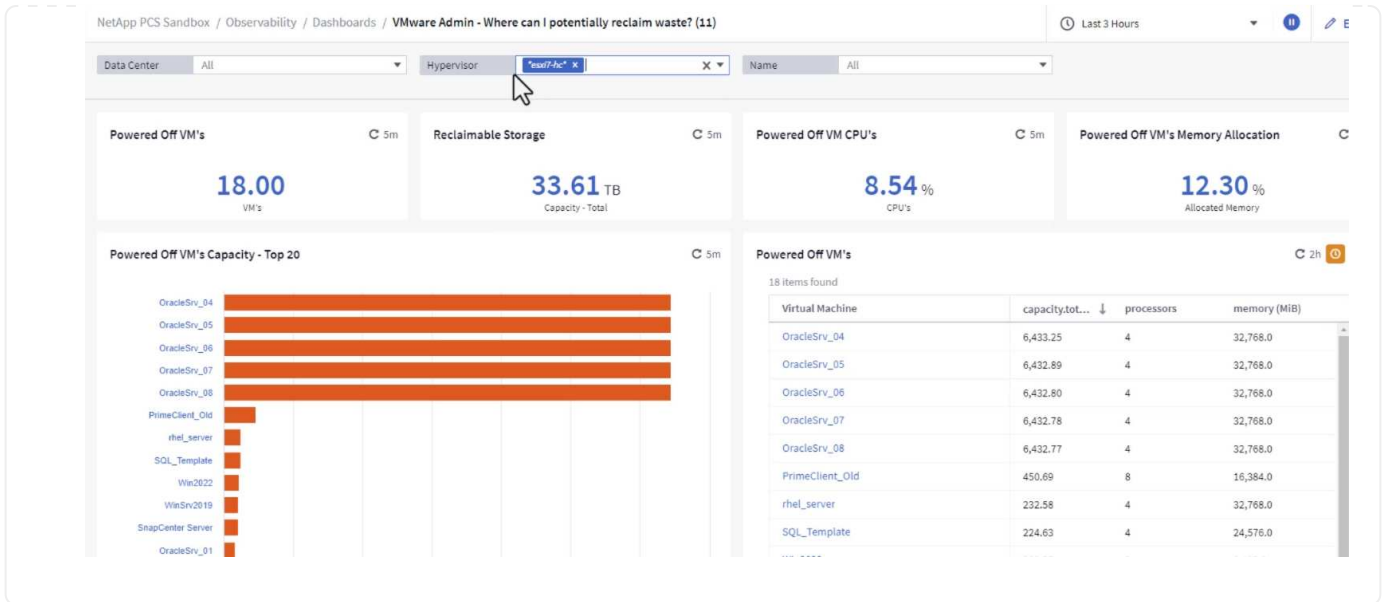 NetApp PCS Sandbox / Observability / Dashboards / VMware Admin - Where can I potentially reclaim waste? (11)
Last 3 Hours
Data Center All
Hypervisor "esxi7-hc" x
Name All
Powered Off VM's 5m
18.00
VM's
Reclaimable Storage 5m
33.61 TB
Capacity - Total
Powered Off VM CPU's 5m
8.54 %
CPU's
Powered Off VM's Memory Allocation
12.30 %
Allocated Memory
Powered Off VM's Capacity - Top 20 5m
OracleSrv_04
OracleSrv_05
OracleSrv_06
OracleSrv_07
OracleSrv_08
PrimeClient_Old
rhel_server
SQL_Template
Win2022
WinSrv2019
SnapCenter Server
OracleSrv_01
Powered Off VM's 2h
18 items found
Virtual Machine capacity.tot... ↓ processors memory (MiB)
OracleSrv_04 6,433.25 4 32,768.0
OracleSrv_05 6,432.89 4 32,768.0
OracleSrv_06 6,432.80 4 32,768.0
OracleSrv_07 6,432.78 4 32,768.0
OracleSrv_08 6,432.77 4 32,768.0
PrimeClient_Old 450.69 8 16,384.0
rhel_server 232.58 4 32,768.0
SQL_Template 224.63 4 24,576.0